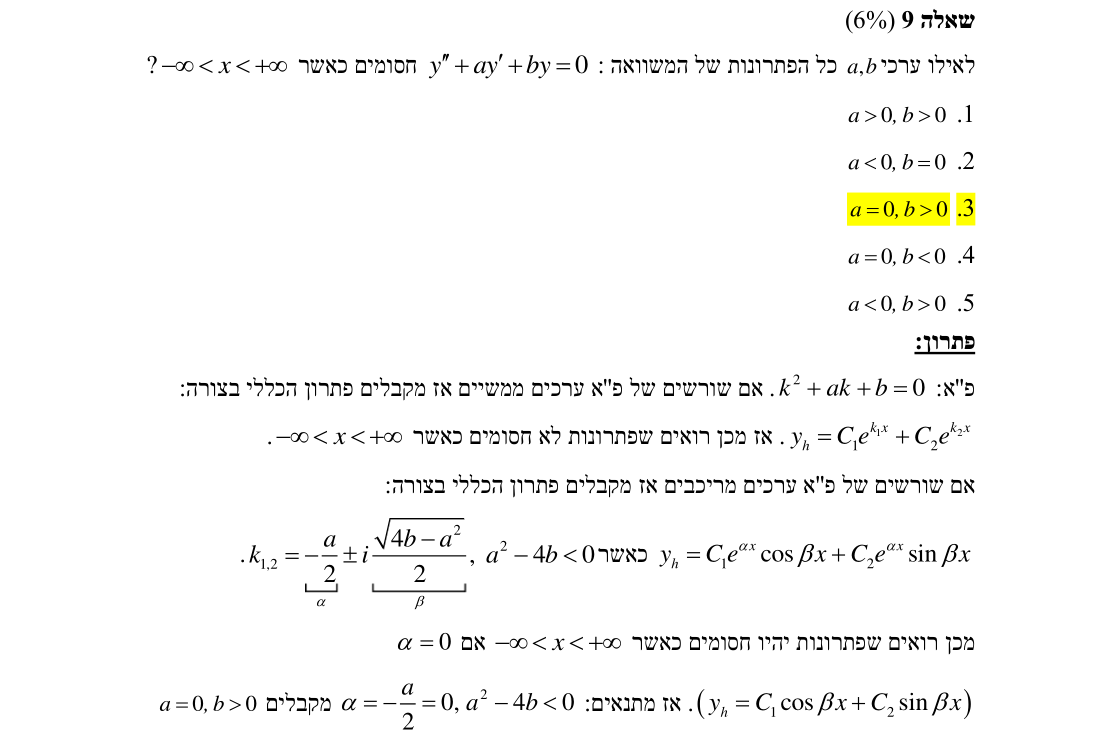 שאלה 9 (6%)
לאילו ערכי a,b כל הפתרונות של המשוואה : y″ + ay′ + by = 0 חסומים כאשר −∞ < x < +∞ ?
1. a > 0, b > 0
2. a < 0, b = 0
3. a = 0, b > 0
4. a = 0, b < 0
5. a < 0, b > 0
פתרון:
פ"א: k² + ak + b = 0 . אם שורשים של פ"א ערכים ממשיים אז מקבלים פתרון הכללי בצורה:
y_h = C₁e^{k₁x} + C₂e^{k₂x} . אז מכן רואים שפתרונות לא חסומים כאשר −∞ < x < +∞ .
אם שורשים של פ"א ערכים מריכבים אז מקבלים פתרון הכללי בצורה:
y_h = C₁e^{αx} cos βx + C₂e^{αx} sin βx כאשר a² − 4b < 0 , k_{1,2} = −a/2 ± i √(4b − a²)/2 .
α β
מכן רואים שפתרונות יהיו חסומים כאשר −∞ < x < +∞ אם α = 0
(y_h = C₁ cos βx + C₂ sin βx) . אז מתנאים: α = −a/2 = 0, a² − 4b < 0 מקבלים a = 0, b > 0